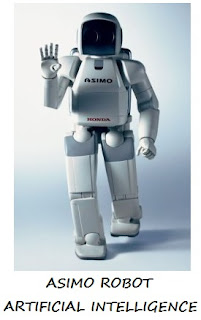 ASIMO
HONDA
ASIMO ROBOT
ARTIFICIAL INTELLIGENCE